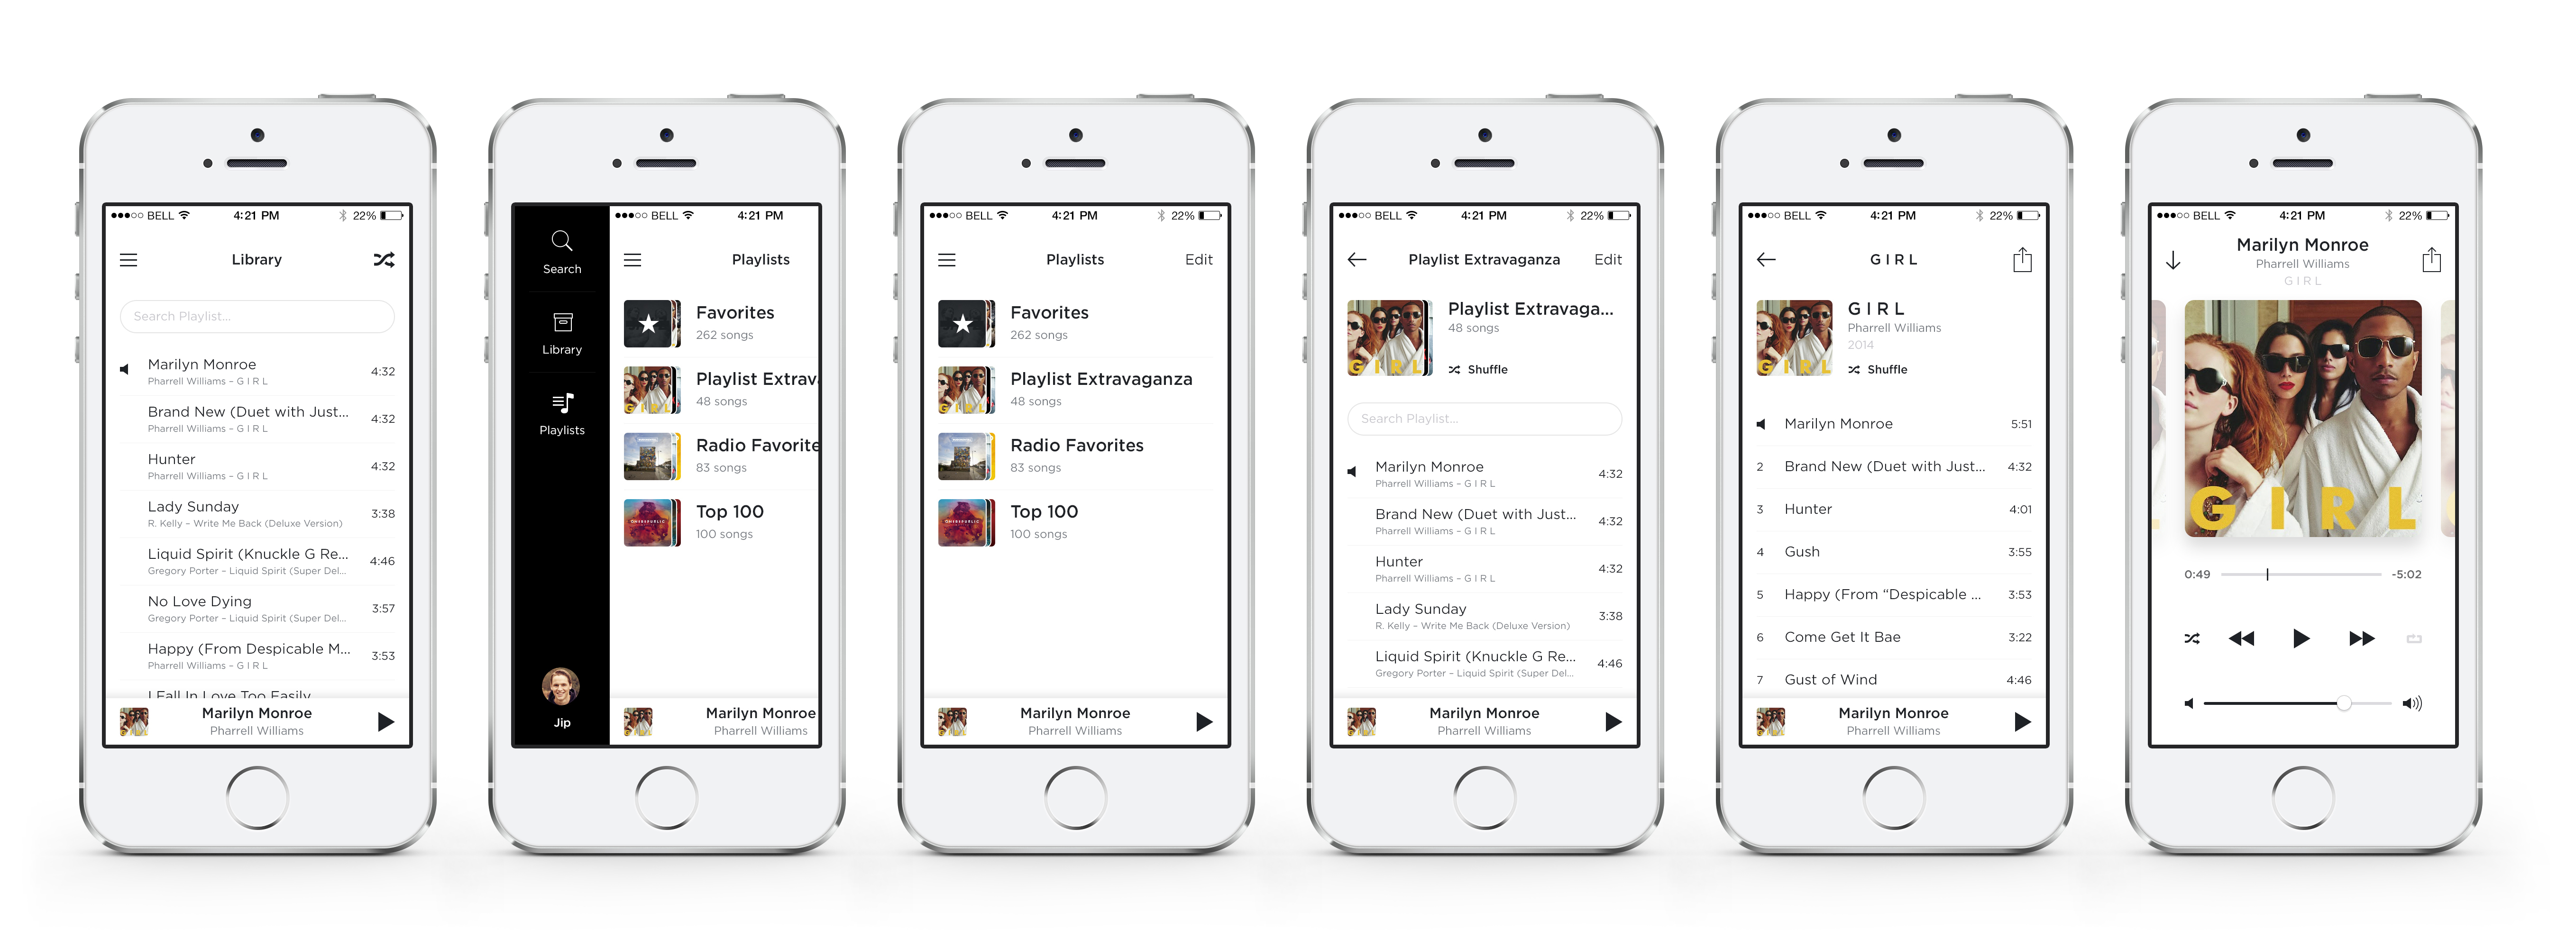 BELL 4:21 PM 22%
Library
Search Playlist...
Marilyn Monroe
Pharrell Williams – G I R L
4:32
Brand New (Duet with Just...
Pharrell Williams – G I R L
4:32
Hunter
Pharrell Williams – G I R L
4:32
Lady Sunday
R. Kelly – Write Me Back (Deluxe Version)
3:38
Liquid Spirit (Knuckle G Re...
Gregory Porter – Liquid Spirit (Super Del...
4:46
No Love Dying
Gregory Porter – Liquid Spirit (Super Del...
3:57
Happy (From Despicable M...
Pharrell Williams – G I R L
3:53
I Fall In Love Too Easily
Marilyn Monroe
Pharrell Williams
Search
Library
Playlists
Jip
BELL 4:21 PM
Playlists
Favorites
262 songs
Playlist Extrava
48 songs
GIRL
Radio Favorite
83 songs
Top 100
100 songs
ONEREPUBLIC
Marilyn Monroe
Pharrell Williams
BELL 4:21 PM 22%
Playlists Edit
Favorites
262 songs
Playlist Extravaganza
48 songs
GIRL
Radio Favorites
83 songs
Top 100
100 songs
ONEREPUBLIC
Marilyn Monroe
Pharrell Williams
BELL 4:21 PM 22%
Playlist Extravaganza Edit
GIRL
Playlist Extravaga...
48 songs
Shuffle
Search Playlist...
Marilyn Monroe
Pharrell Williams – G I R L
4:32
Brand New (Duet with Just...
Pharrell Williams – G I R L
4:32
Hunter
Pharrell Williams – G I R L
4:32
Lady Sunday
R. Kelly – Write Me Back (Deluxe Version)
3:38
Liquid Spirit (Knuckle G Re...
Gregory Porter – Liquid Spirit (Super Del...
4:46
Marilyn Monroe
Pharrell Williams
BELL 4:21 PM 22%
G I R L
GIRL
G I R L
Pharrell Williams
2014
Shuffle
Marilyn Monroe 5:51
2 Brand New (Duet with Just... 4:32
3 Hunter 4:01
4 Gush 3:55
5 Happy (From “Despicable ... 3:53
6 Come Get It Bae 3:22
7 Gust of Wind 4:46
Marilyn Monroe
Pharrell Williams
BELL 4:21 PM 22%
Marilyn Monroe
Pharrell Williams
G I R L
GIRL
0:49 -5:02